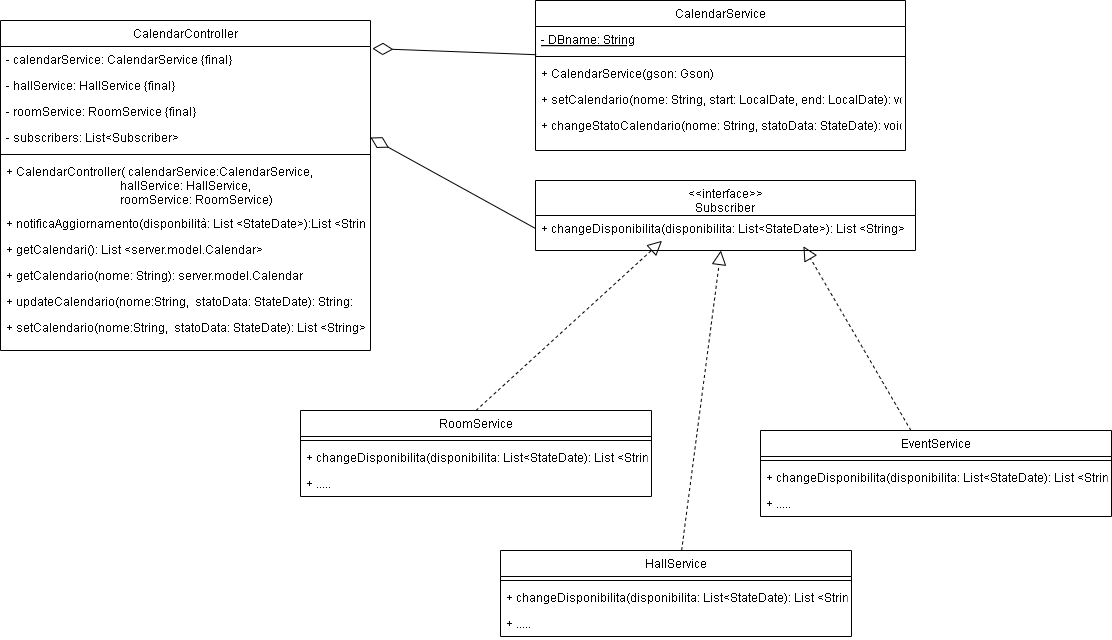 CalendarController
- calendarService: CalendarService {final}
- hallService: HallService {final}
- roomService: RoomService {final}
- subscribers: List<Subscriber>
+ CalendarController( calendarService:CalendarService,
hallService: HallService,
roomService: RoomService)
+ notificaAggiornamento(disponbilità: List <StateDate>):List <Strin
+ getCalendari(): List <server.model.Calendar>
+ getCalendario(nome: String): server.model.Calendar
+ updateCalendario(nome:String, statoData: StateDate): String:
+ setCalendario(nome:String, statoData: StateDate): List <String>
CalendarService
- DBname: String
+ CalendarService(gson: Gson)
+ setCalendario(nome: String, start: LocalDate, end: LocalDate): vo
+ changeStatoCalendario(nome: String, statoData: StateDate): void
<<interface>>
Subscriber
+ changeDisponibilita(disponibilita: List<StateDate>): List <String>
RoomService
+ changeDisponibilita(disponibilita: List<StateDate): List <Strin
+ .....
EventService
+ changeDisponibilita(disponibilita: List<StateDate): List <Strin
+ .....
HallService
+ changeDisponibilita(disponibilita: List<StateDate): List <Strin
+ .....